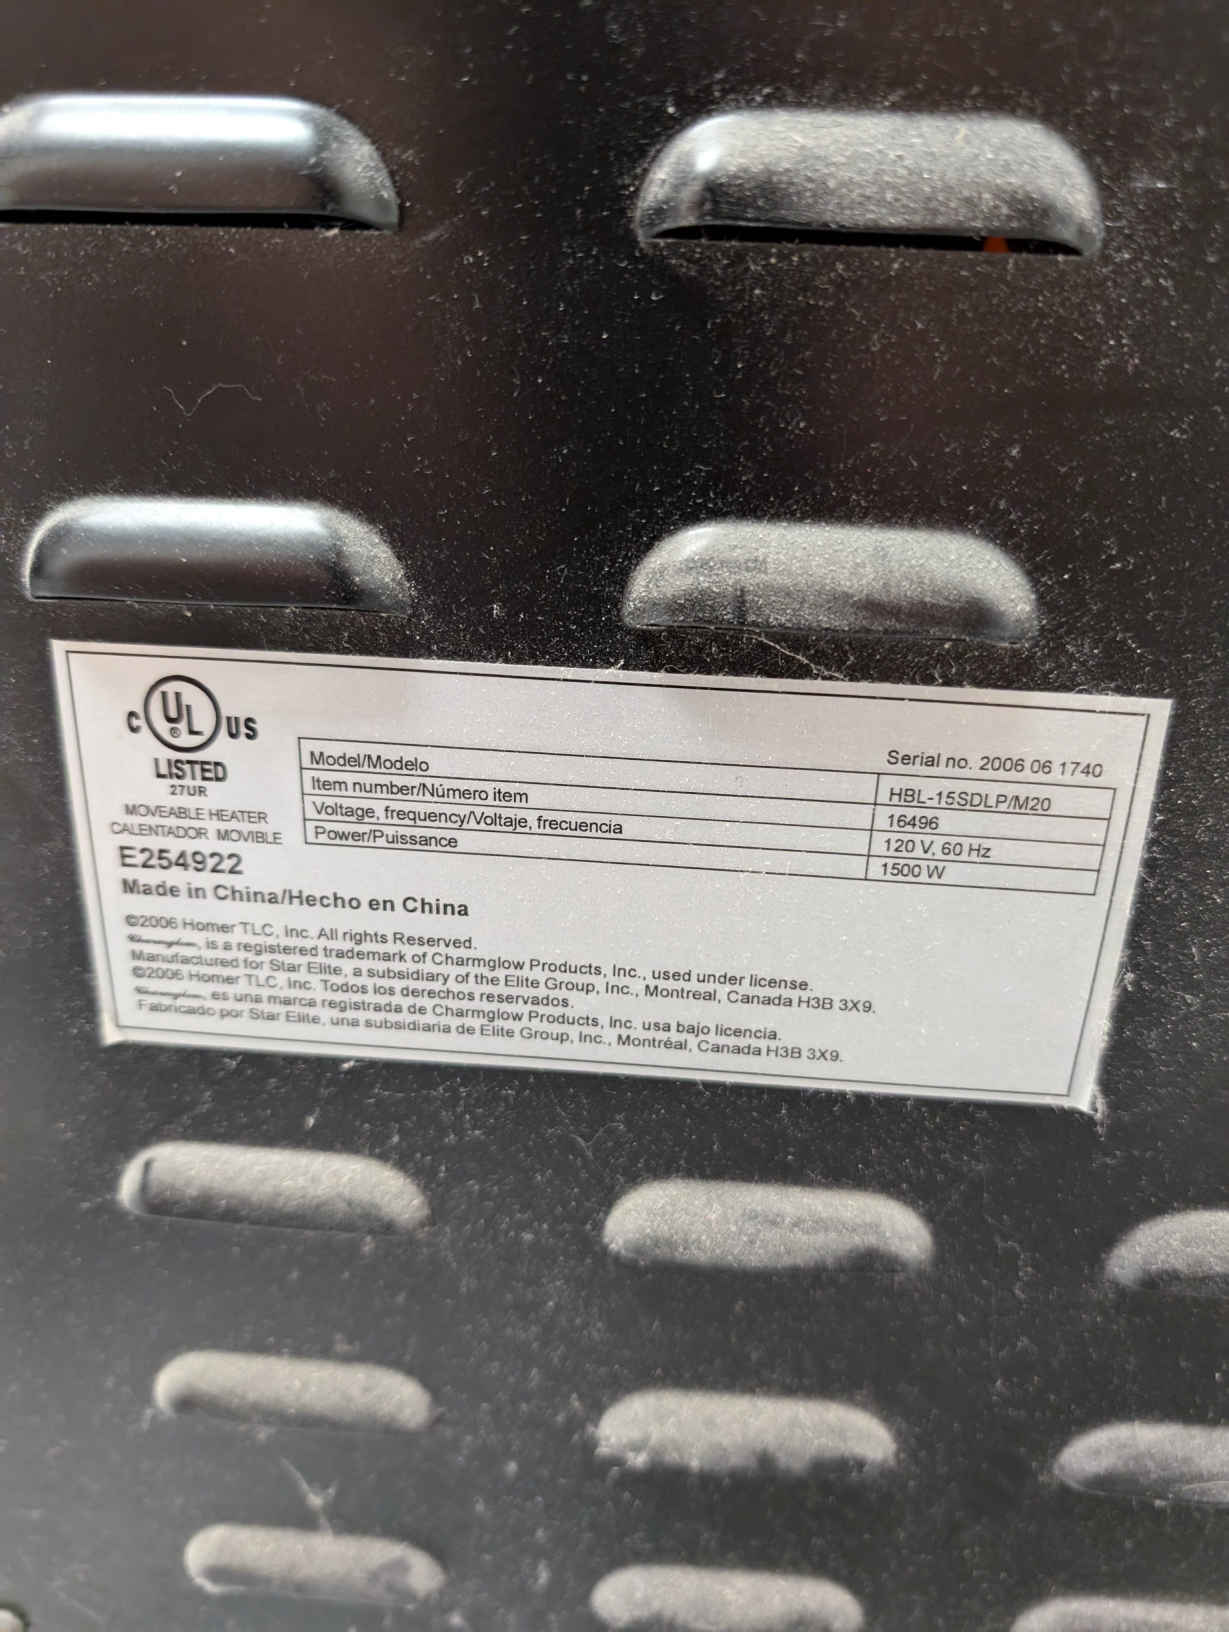 C UL ® US
LISTED
27UR
MOVEABLE HEATER
CALENTADOR MOVIBLE
E254922
Made in China/Hecho en China
Serial no. 2006 06 1740
Model/Modelo HBL-15SDLP/M20
Item number/Número item 16496
Voltage, frequency/Voltaje, frecuencia 120 V, 60 Hz
Power/Puissance 1500 W
©2006 Homer TLC, Inc. All rights Reserved.
Charmglow, is a registered trademark of Charmglow Products, Inc., used under license.
Manufactured for Star Elite, a subsidiary of the Elite Group, Inc., Montreal, Canada H3B 3X9.
©2006 Homer TLC, Inc. Todos los derechos reservados.
Charmglow, es una marca registrada de Charmglow Products, Inc. usa bajo licencia.
Fabricado por Star Elite, una subsidiaria de Elite Group, Inc., Montréal, Canada H3B 3X9.